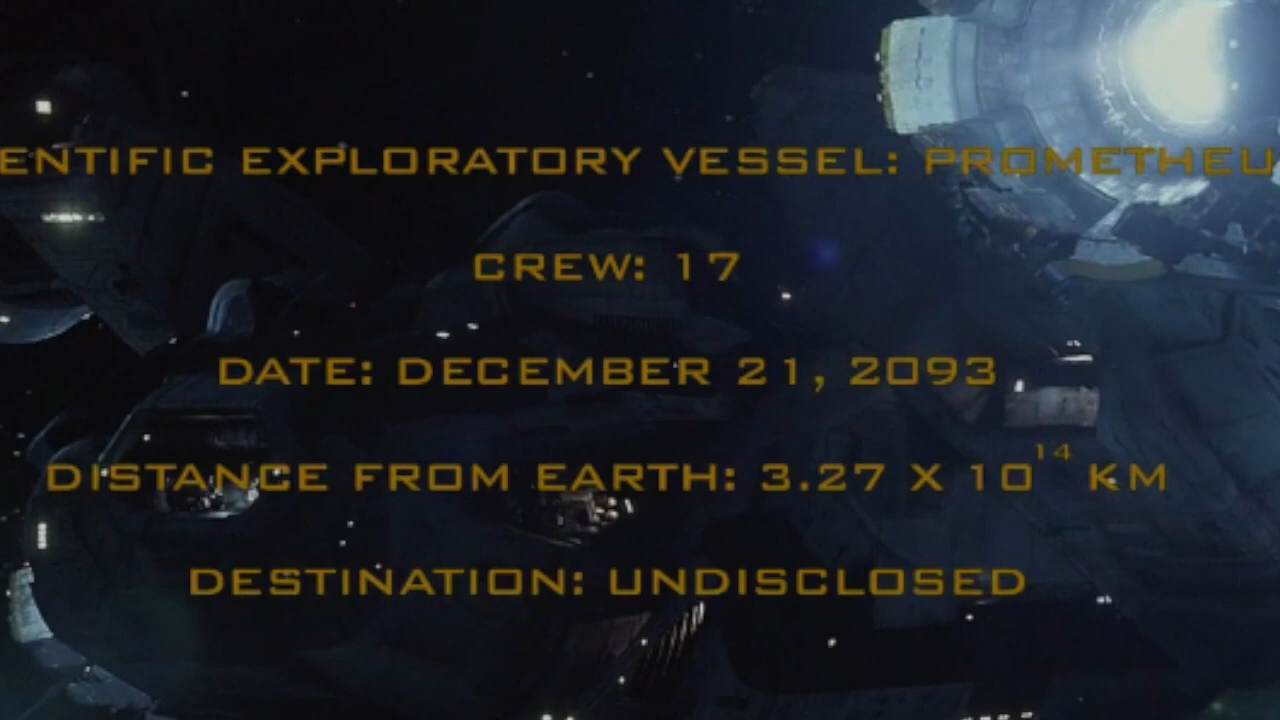 ENTIFIC EXPLORATORY VESSEL: PROMETHEU
CREW: 17
DATE: DECEMBER 21, 2093
DISTANCE FROM EARTH: 3.27 X 10¹⁴ KM
DESTINATION: UNDISCLOSED